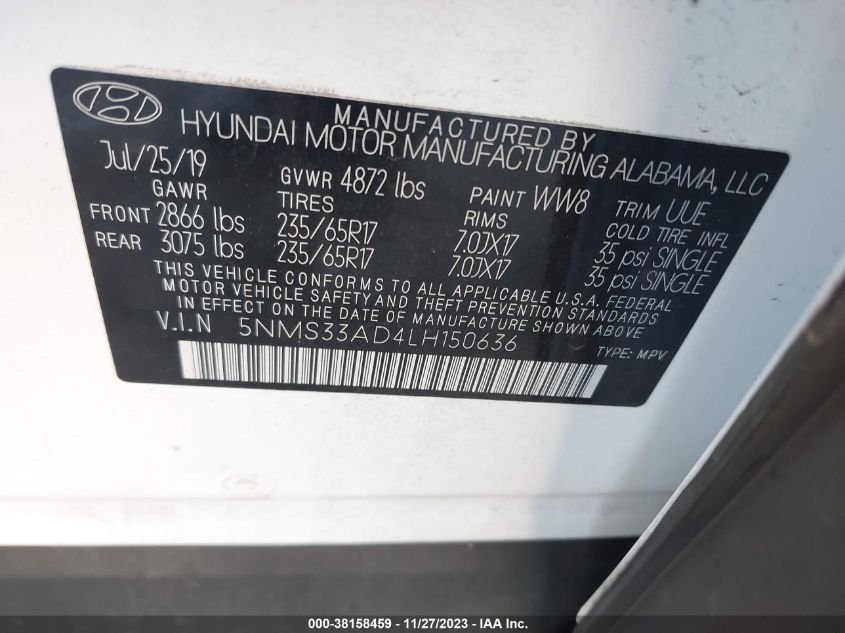 MANUFACTURED BY
HYUNDAI MOTOR MANUFACTURING ALABAMA, LLC
Jul/25/19 GVWR 4872 lbs PAINT WW8 TRIM UUE
GAWR TIRES RIMS COLD TIRE INFL
FRONT 2866 lbs 235/65R17 7.0JX17 35 psi SINGLE
REAR 3075 lbs 235/65R17 7.0JX17 35 psi SINGLE
THIS VEHICLE CONFORMS TO ALL APPLICABLE U.S.A. FEDERAL
MOTOR VEHICLE SAFETY AND THEFT PREVENTION STANDARDS
IN EFFECT ON THE DATE OF MANUFACTURE SHOWN ABOVE.
V.I.N 5NMS33AD4LH150636 TYPE: MPV
000-38158459 - 11/27/2023 - IAA Inc.